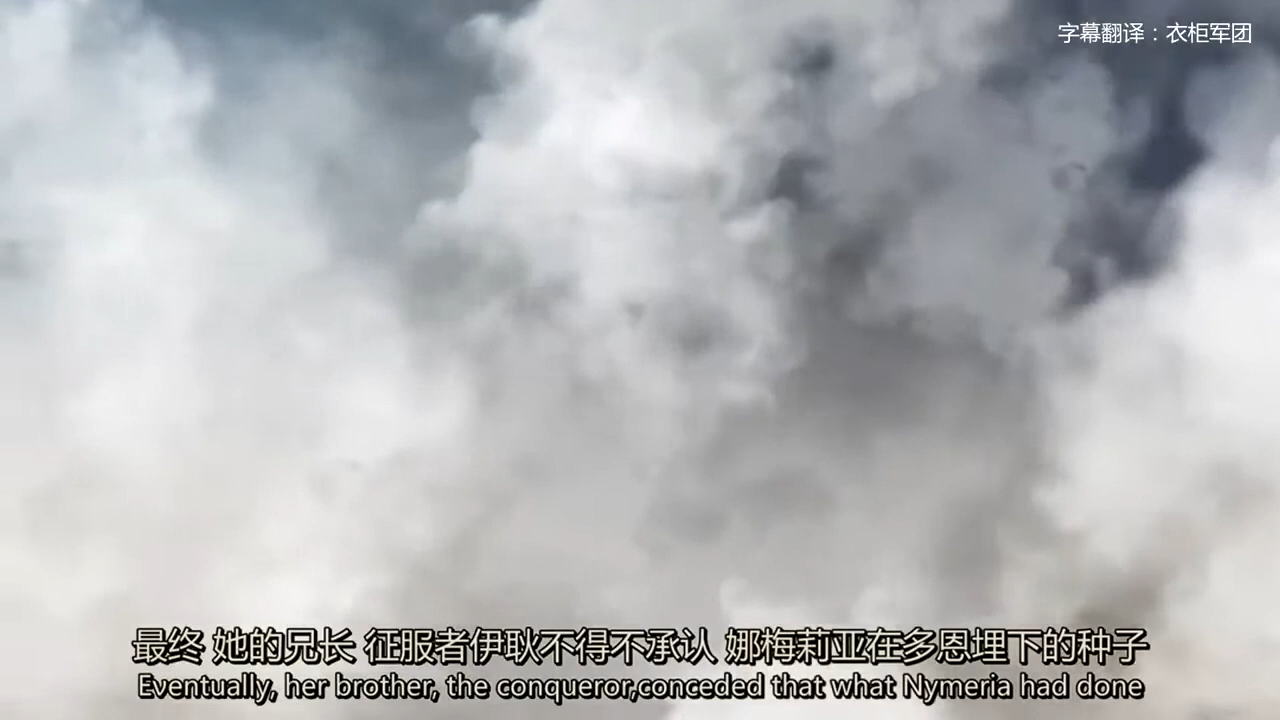 字幕翻译：衣柜军团
最终 她的兄长 征服者伊耿不得不承认 娜梅莉亚在多恩埋下的种子
Eventually, her brother, the conqueror,conceded that what Nymeria had done